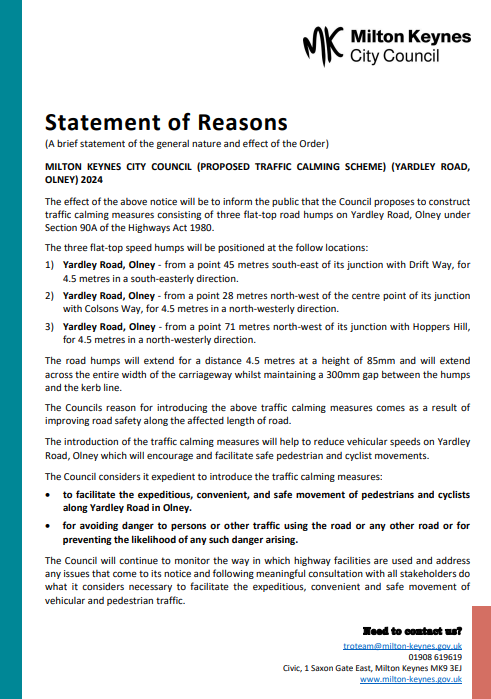 MK Milton Keynes
City Council
Statement of Reasons
(A brief statement of the general nature and effect of the Order)
MILTON KEYNES CITY COUNCIL (PROPOSED TRAFFIC CALMING SCHEME) (YARDLEY ROAD,
OLNEY) 2024
The effect of the above notice will be to inform the public that the Council proposes to construct
traffic calming measures consisting of three flat-top road humps on Yardley Road, Olney under
Section 90A of the Highways Act 1980.
The three flat-top speed humps will be positioned at the follow locations:
1) Yardley Road, Olney - from a point 45 metres south-east of its junction with Drift Way, for
4.5 metres in a south-easterly direction.
2) Yardley Road, Olney - from a point 28 metres north-west of the centre point of its junction
with Colsons Way, for 4.5 metres in a north-westerly direction.
3) Yardley Road, Olney - from a point 71 metres north-west of its junction with Hoppers Hill,
for 4.5 metres in a north-westerly direction.
The road humps will extend for a distance 4.5 metres at a height of 85mm and will extend
across the entire width of the carriageway whilst maintaining a 300mm gap between the humps
and the kerb line.
The Councils reason for introducing the above traffic calming measures comes as a result of
improving road safety along the affected length of road.
The introduction of the traffic calming measures will help to reduce vehicular speeds on Yardley
Road, Olney which will encourage and facilitate safe pedestrian and cyclist movements.
The Council considers it expedient to introduce the traffic calming measures:
• to facilitate the expeditious, convenient, and safe movement of pedestrians and cyclists
along Yardley Road in Olney.
• for avoiding danger to persons or other traffic using the road or any other road or for
preventing the likelihood of any such danger arising.
The Council will continue to monitor the way in which highway facilities are used and address
any issues that come to its notice and following meaningful consultation with all stakeholders do
what it considers necessary to facilitate the expeditious, convenient and safe movement of
vehicular and pedestrian traffic.
Need to contact us?
troteam@milton-keynes.gov.uk
01908 619619
Civic, 1 Saxon Gate East, Milton Keynes MK9 3EJ
www.milton-keynes.gov.uk